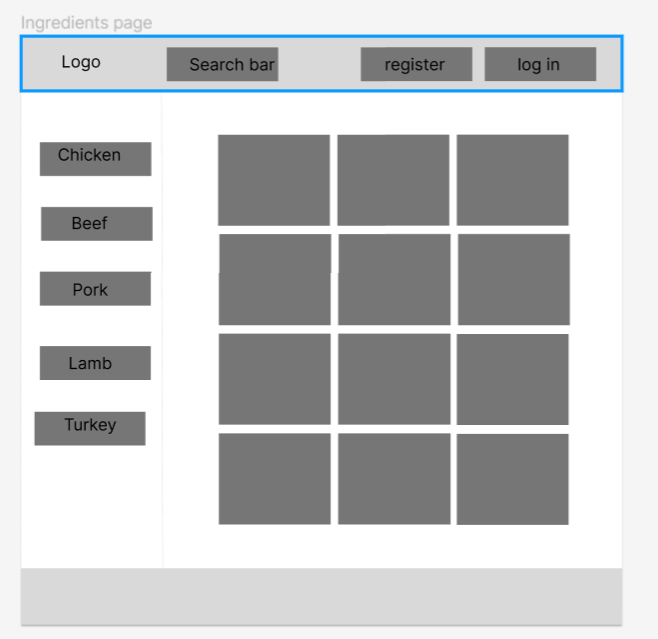 Ingredients page
Logo
Search bar
register
log in
Chicken
Beef
Pork
Lamb
Turkey